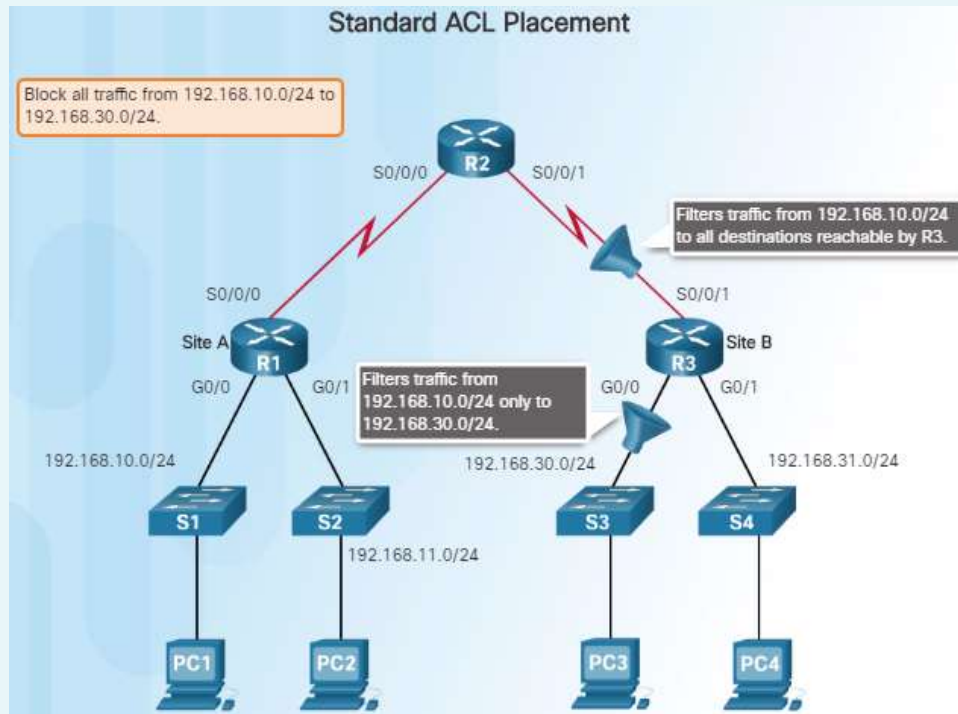 Standard ACL Placement
Block all traffic from 192.168.10.0/24 to
192.168.30.0/24.
R2
S0/0/0
S0/0/1
Filters traffic from 192.168.10.0/24
to all destinations reachable by R3.
S0/0/0
S0/0/1
Site A
R1
R3
Site B
G0/0
G0/1
Filters traffic from
192.168.10.0/24 only to
192.168.30.0/24.
G0/0
G0/1
192.168.10.0/24
192.168.30.0/24
192.168.31.0/24
S1
S2
S3
S4
192.168.11.0/24
PC1
PC2
PC3
PC4